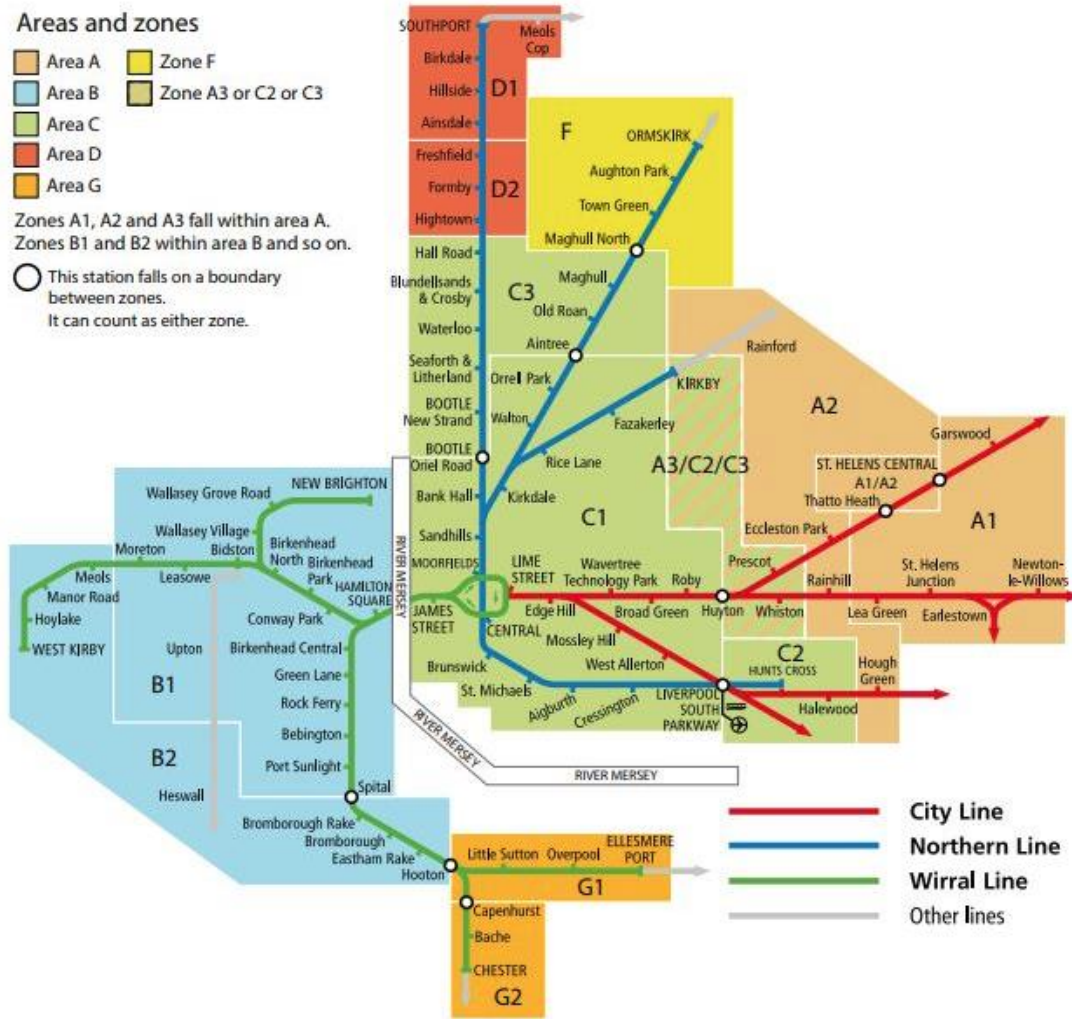 Areas and zones
Area A
Zone F
Area B
Zone A3 or C2 or C3
Area C
Area D
Area G
Zones A1, A2 and A3 fall within area A.
Zones B1 and B2 within area B and so on.
This station falls on a boundary
between zones.
It can count as either zone.
SOUTHPORT
Meols
Cop
Birkdale
Hillside
D1
Ainsdale
Freshfield
Formby
D2
Hightown
F
ORMSKIRK
Aughton Park
Town Green
Maghull North
Hall Road
Blundellsands
& Crosby
Waterloo
Seaforth &
Litherland
BOOTLE
New Strand
BOOTLE
Oriel Road
Bank Hall
Sandhills
MOORFIELDS
C3
Maghull
Old Roan
Aintree
Orrell Park
Walton
Rainford
KIRKBY
Fazakerley
Rice Lane
Kirkdale
A2
A3/C2/C3
C1
Garswood
ST. HELENS CENTRAL
A1/A2
Thatto Heath
Eccleston Park
A1
Prescot
LIME
STREET
Wavertree
Technology Park
Roby
Rainhill
St. Helens
Junction
Newton-
le-Willows
Edge Hill
Broad Green
Huyton
Whiston
Lea Green
Earlestown
Mossley Hill
West Allerton
C2
HUNTS CROSS
Hough
Green
Halewood
LIVERPOOL
SOUTH
PARKWAY
JAMES
STREET
CENTRAL
Brunswick
St. Michaels
Aigburth
Cressington
RIVER MERSEY
RIVER MERSEY
RIVER MERSEY
Wallasey Grove Road
NEW BRIGHTON
Wallasey Village
Moreton
Bidston
Birkenhead
North
Birkenhead
Park
HAMILTON
SQUARE
Meols
Leasowe
Manor Road
Hoylake
WEST KIRBY
Conway Park
Upton
Birkenhead Central
Green Lane
B1
Rock Ferry
Bebington
B2
Port Sunlight
Heswall
Spital
Bromborough Rake
Bromborough
Eastham Rake
Hooton
Little Sutton
Overpool
ELLESMERE
PORT
G1
Capenhurst
Bache
CHESTER
G2
City Line
Northern Line
Wirral Line
Other lines